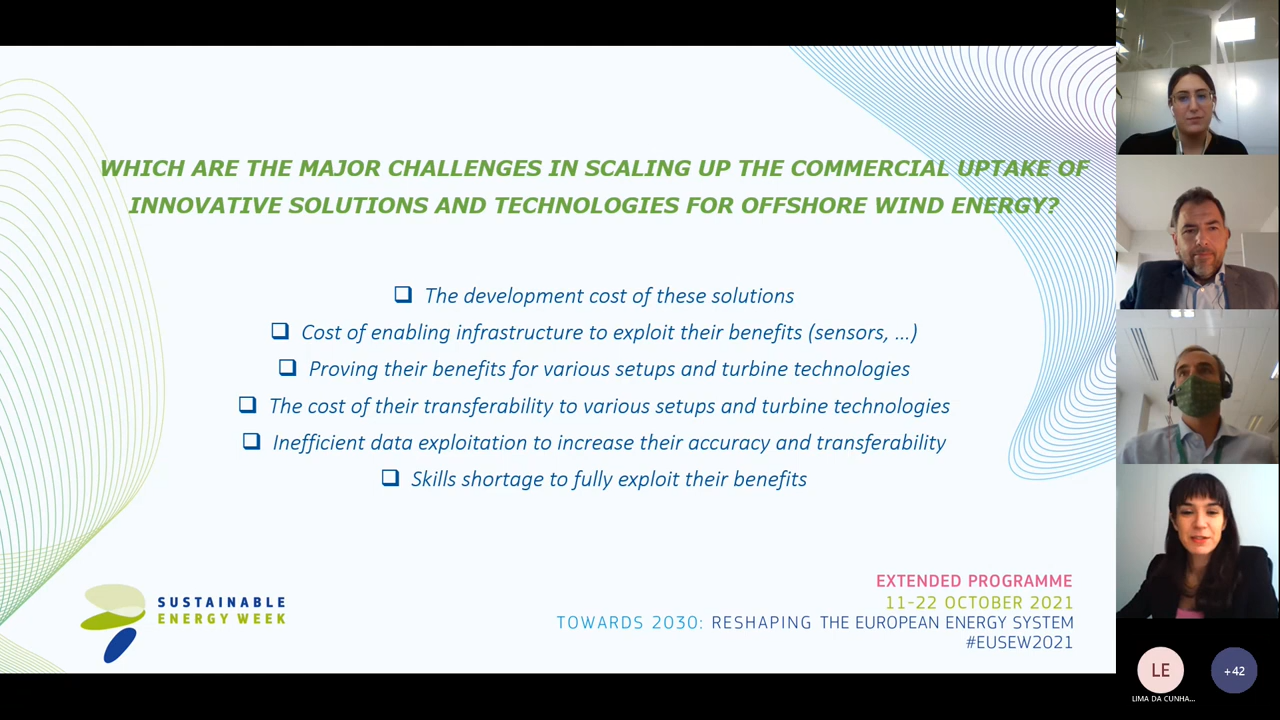 WHICH ARE THE MAJOR CHALLENGES IN SCALING UP THE COMMERCIAL UPTAKE OF
INNOVATIVE SOLUTIONS AND TECHNOLOGIES FOR OFFSHORE WIND ENERGY?
The development cost of these solutions
Cost of enabling infrastructure to exploit their benefits (sensors, ...)
Proving their benefits for various setups and turbine technologies
The cost of their transferability to various setups and turbine technologies
Inefficient data exploitation to increase their accuracy and transferability
Skills shortage to fully exploit their benefits
SUSTAINABLE
ENERGY WEEK
EXTENDED PROGRAMME
11-22 OCTOBER 2021
TOWARDS 2030: RESHAPING THE EUROPEAN ENERGY SYSTEM
#EUSEW2021
LE
+42
LIMA DA CUNHA...